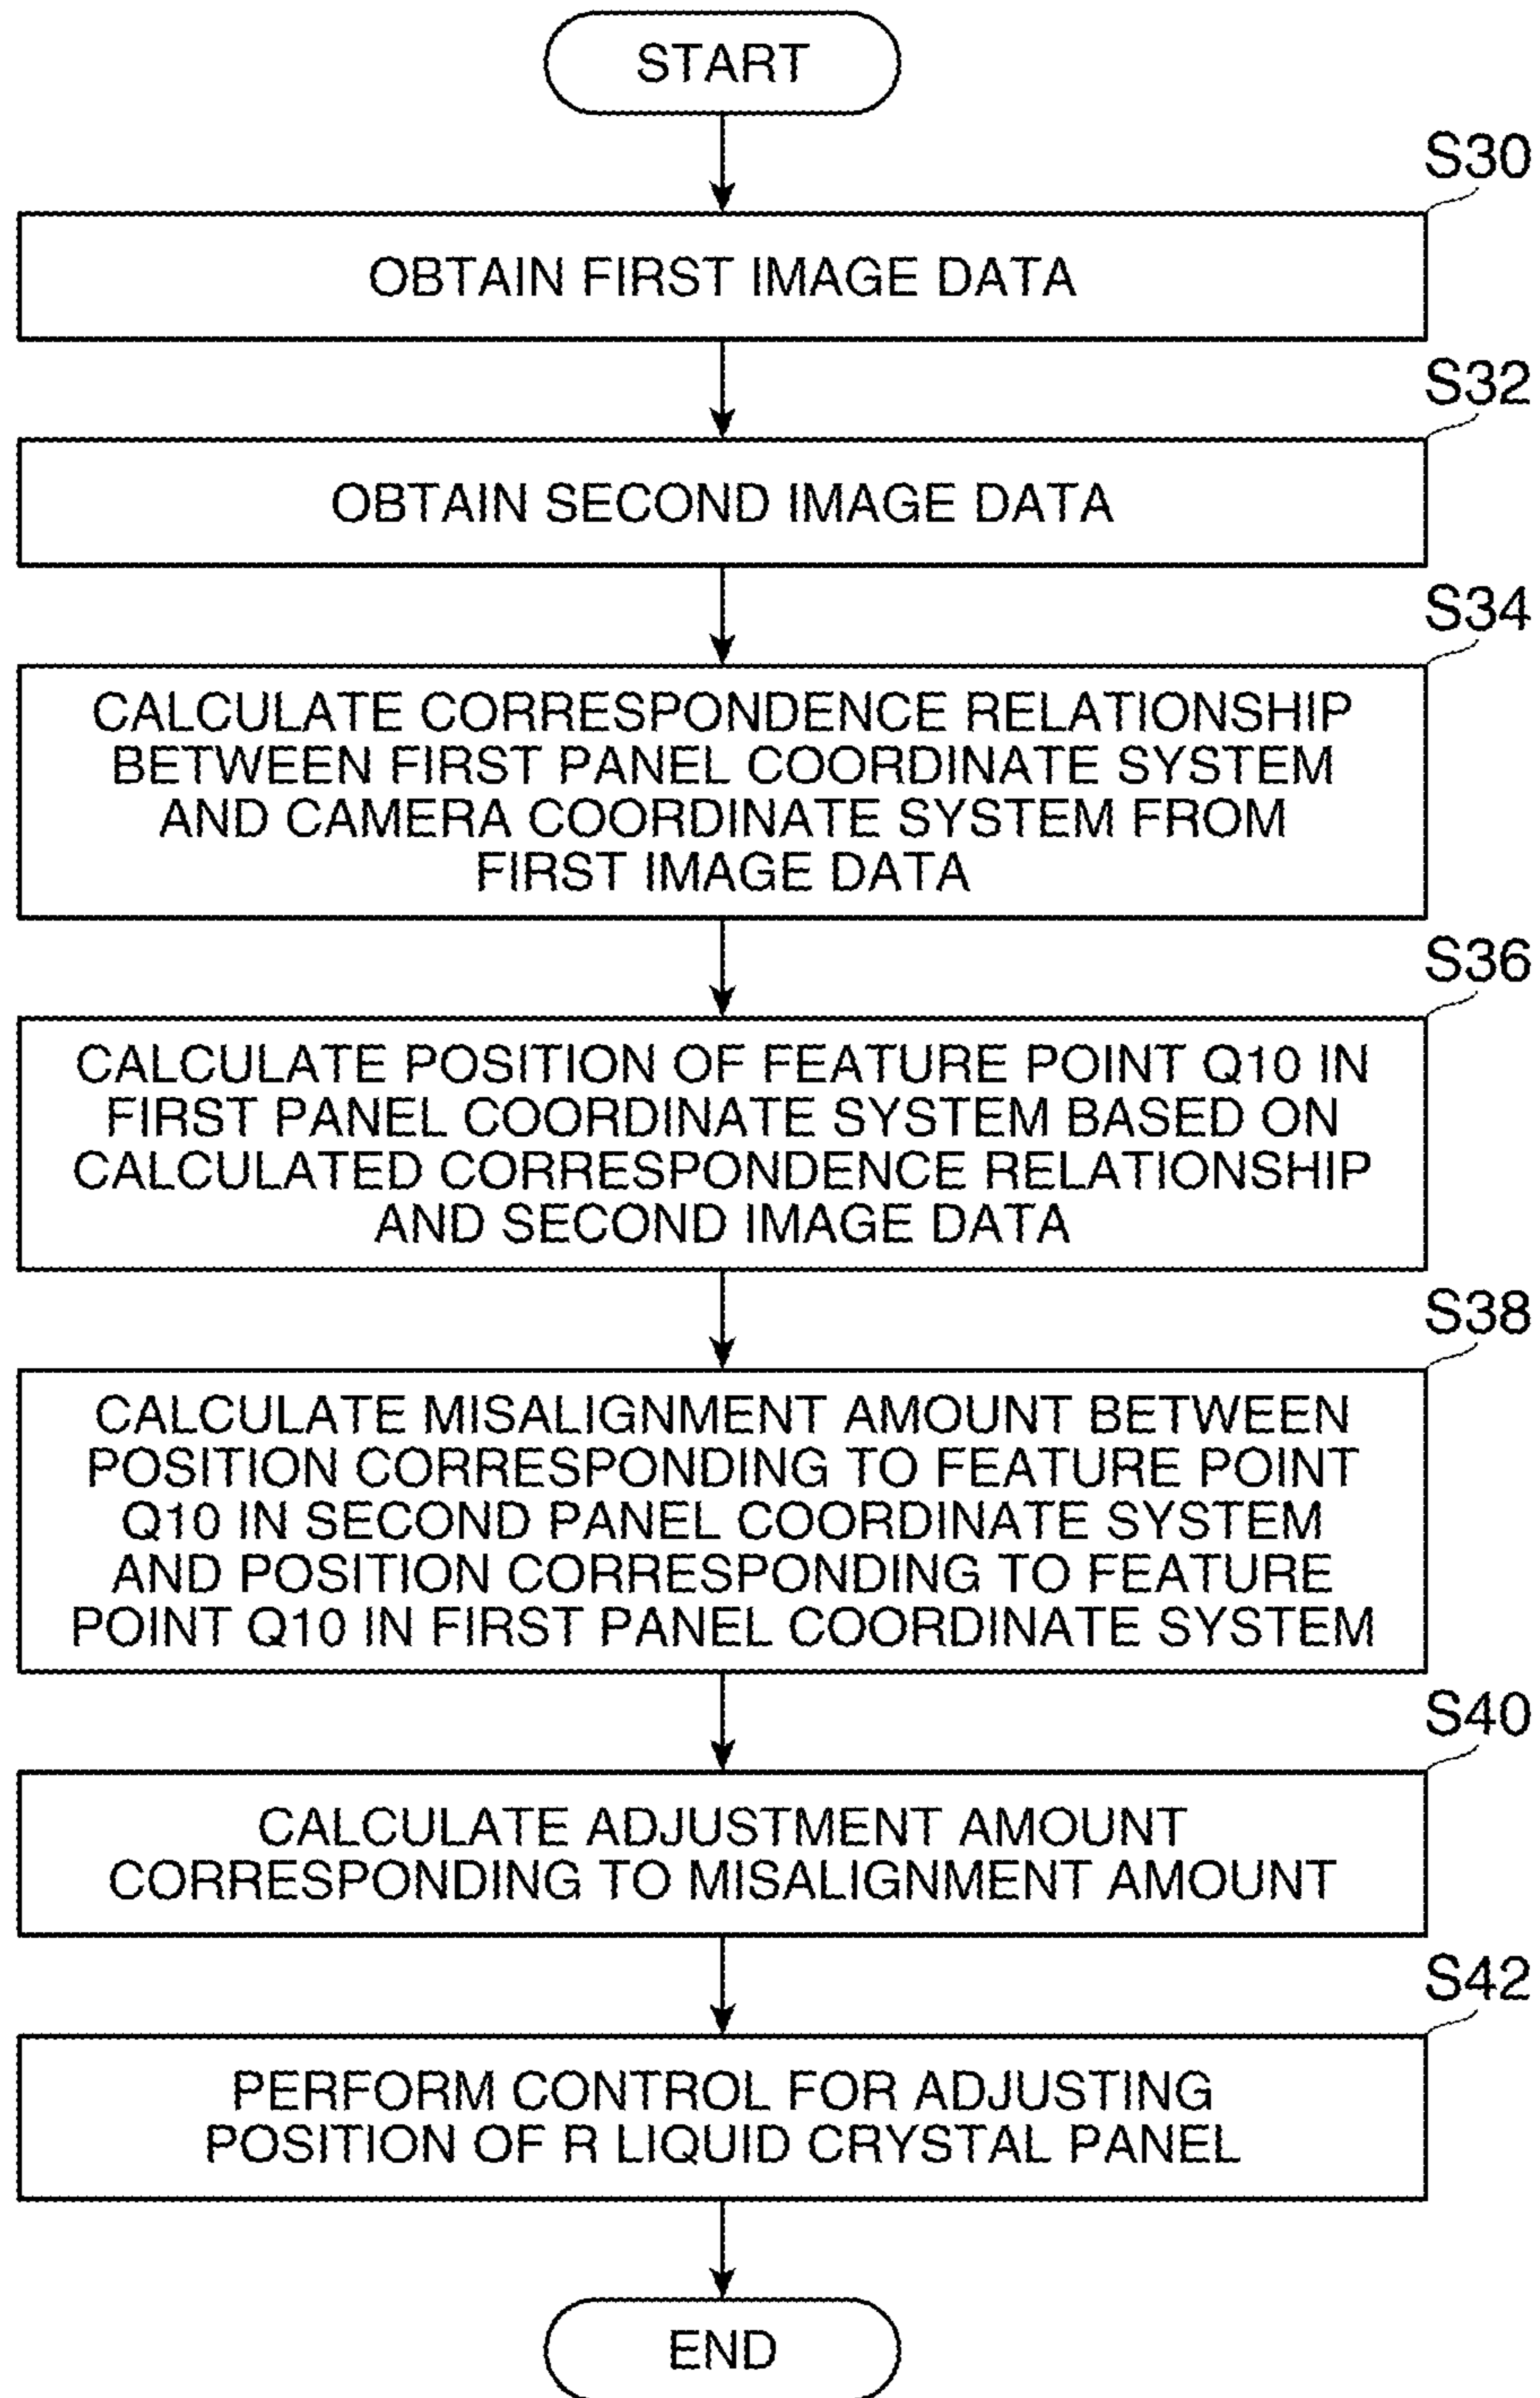 START
S30
OBTAIN FIRST IMAGE DATA
S32
OBTAIN SECOND IMAGE DATA
S34
CALCULATE CORRESPONDENCE RELATIONSHIP
BETWEEN FIRST PANEL COORDINATE SYSTEM
AND CAMERA COORDINATE SYSTEM FROM
FIRST IMAGE DATA
S36
CALCULATE POSITION OF FEATURE POINT Q10 IN
FIRST PANEL COORDINATE SYSTEM BASED ON
CALCULATED CORRESPONDENCE RELATIONSHIP
AND SECOND IMAGE DATA
S38
CALCULATE MISALIGNMENT AMOUNT BETWEEN
POSITION CORRESPONDING TO FEATURE POINT
Q10 IN SECOND PANEL COORDINATE SYSTEM
AND POSITION CORRESPONDING TO FEATURE
POINT Q10 IN FIRST PANEL COORDINATE SYSTEM
S40
CALCULATE ADJUSTMENT AMOUNT
CORRESPONDING TO MISALIGNMENT AMOUNT
S42
PERFORM CONTROL FOR ADJUSTING
POSITION OF R LIQUID CRYSTAL PANEL
END